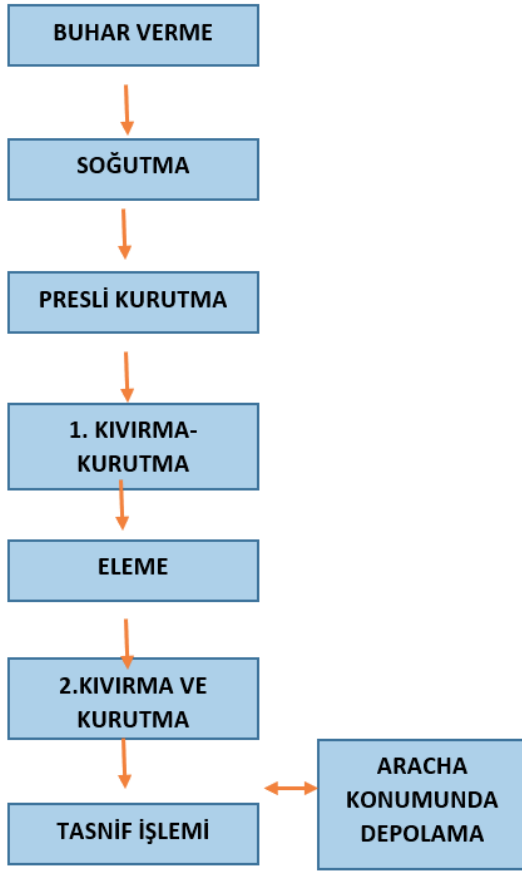 BUHAR VERME
SOĞUTMA
PRESLİ KURUTMA
1. KIVIRMA-
KURUTMA
ELEME
2.KIVIRMA VE
KURUTMA
TASNİF İŞLEMİ
ARACHA
KONUMUNDA
DEPOLAMA